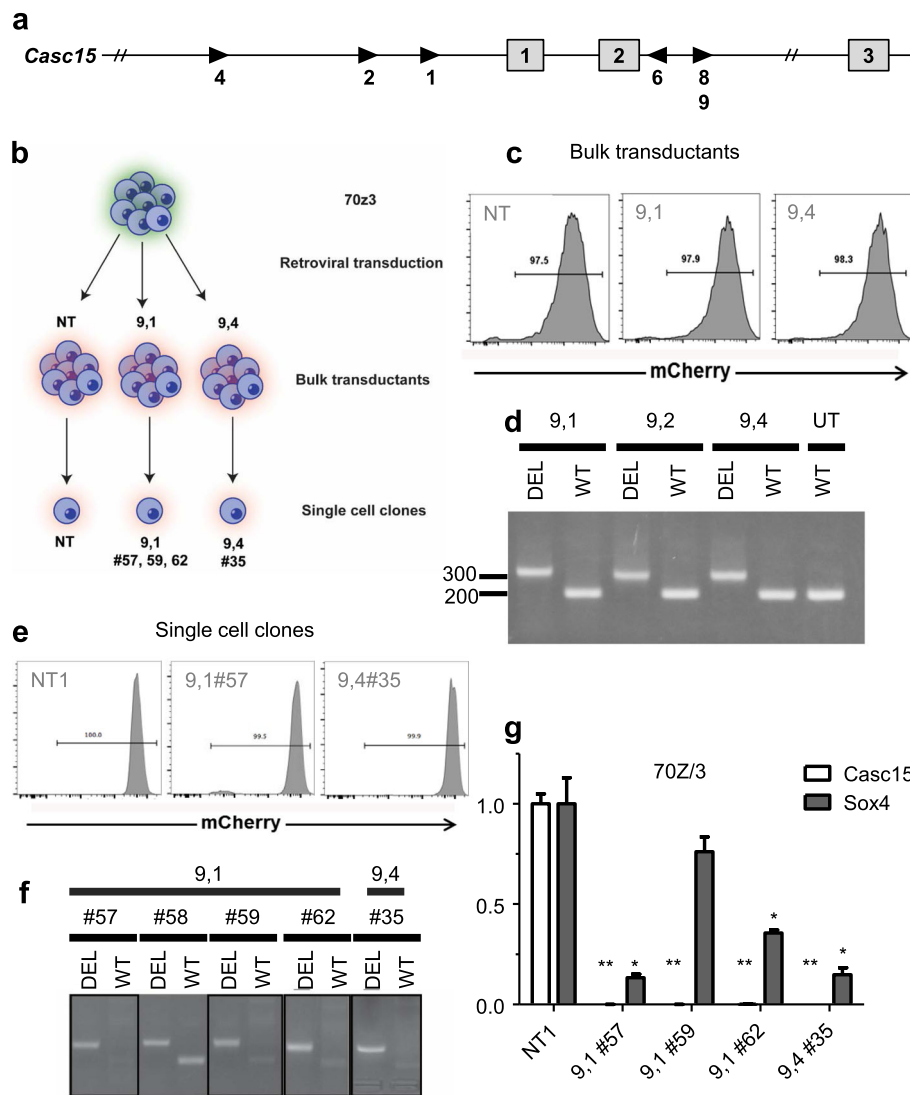 a
Casc15 // 1 2 // 3
4 2 1 6 8
9
b
70z3
Retroviral transduction
NT 9,1 9,4
Bulk transductants
Single cell clones
NT 9,1 9,4
#57, 59, 62 #35
c Bulk transductants
NT 9,1 9,4
97.5 97.9 98.3
mCherry
d 9,1 9,2 9,4 UT
DEL WT DEL WT DEL WT WT
300
200
e Single cell clones
NT1 9,1#57 9,4#35
100.0 99.5 99.9
mCherry
f 9,1 9,4
#57 #58 #59 #62 #35
DEL WT DEL WT DEL WT DEL WT DEL WT
g
70Z/3
Casc15
Sox4
1.0
0.5
0.0
** * ** ** * ** *
NT1 9,1 #57 9,1 #59 9,1 #62 9,4 #35